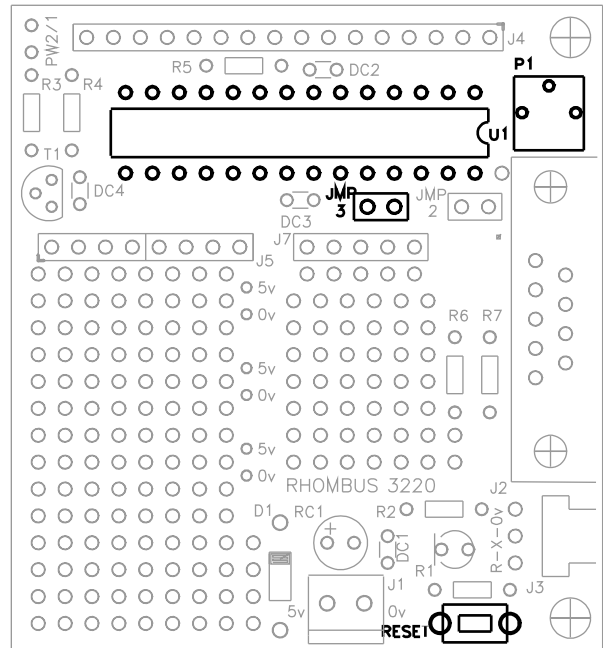 PW2/1
J4
P1
R5
DC2
R3
R4
U1
T1
DC4
JMP
3
JMP
2
DC3
J7
J5
5v
0v
R6
R7
5v
0v
5v
0v
RHOMBUS 3220
D1
RC1
+
R2
J2
DC1
R-X-0v
R1
J1
J3
5v
0v
RESET